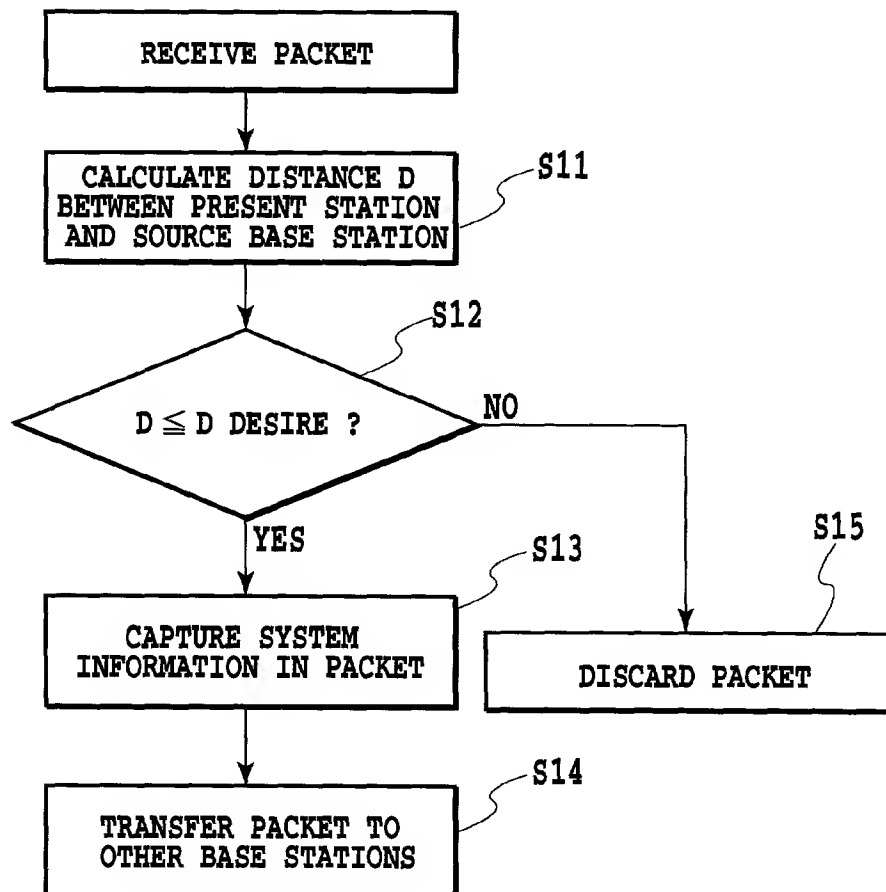 RECEIVE PACKET
S11
CALCULATE DISTANCE D
BETWEEN PRESENT STATION
AND SOURCE BASE STATION
S12
D ≦ D DESIRE ?
NO
YES
S13
CAPTURE SYSTEM
INFORMATION IN PACKET
S15
DISCARD PACKET
S14
TRANSFER PACKET TO
OTHER BASE STATIONS